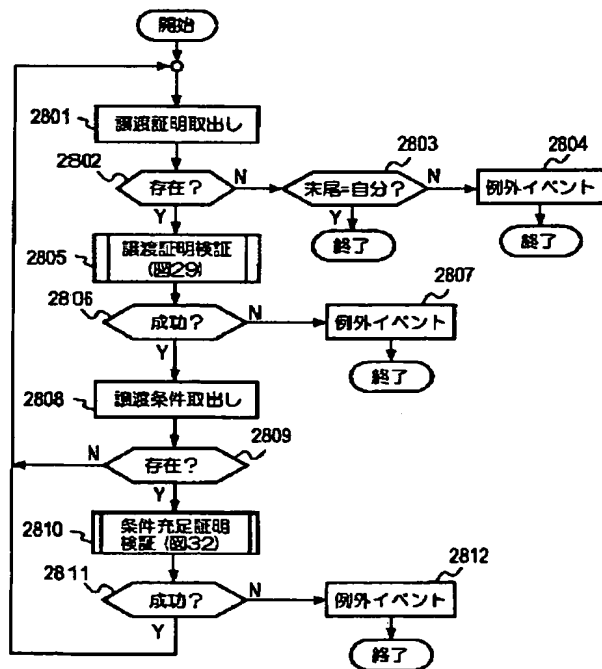 開始
2801
譲渡証明取出し
2802
存在?
N
Y
2803
末尾=自分?
N
Y
2804
例外イベント
終了
終了
2805
譲渡証明検証
(図29)
2806
成功?
N
Y
2807
例外イベント
終了
2808
譲渡条件取出し
2809
存在?
N
Y
2810
条件充足証明
検証 (図32)
2811
成功?
N
Y
2812
例外イベント
終了